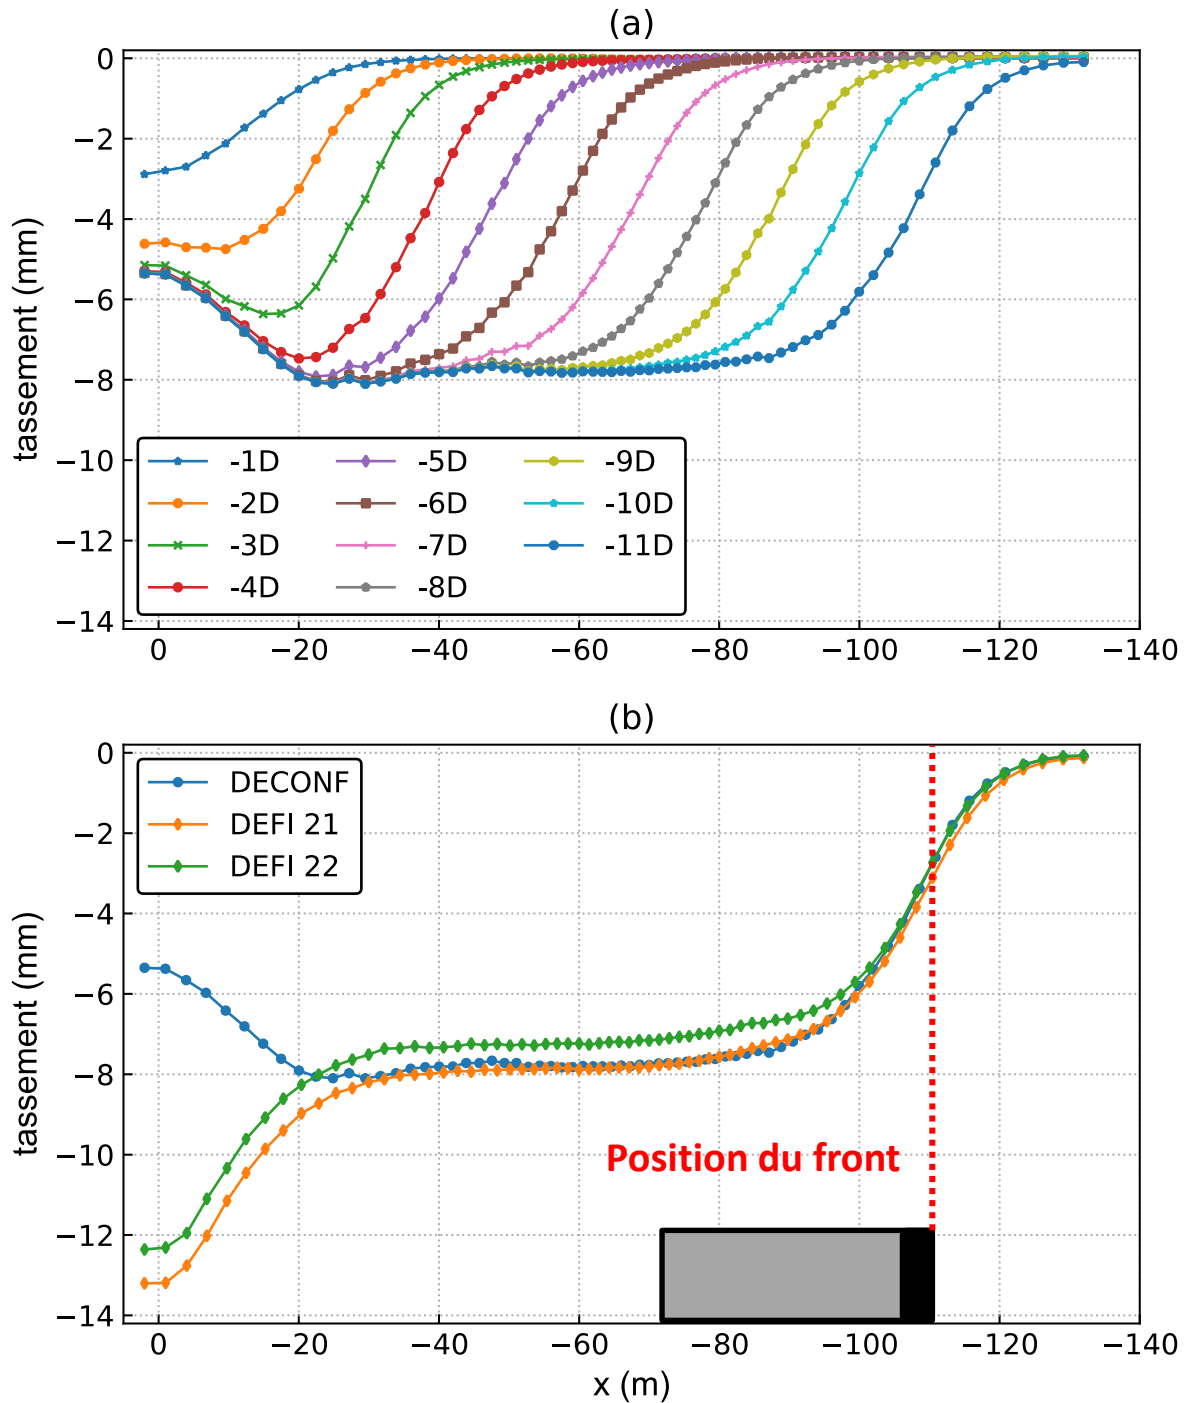 (a)
0
−2
−4
−6
−8
−10
−12
−14
tassement (mm)
-1D
-2D
-3D
-4D
-5D
-6D
-7D
-8D
-9D
-10D
-11D
0 −20 −40 −60 −80 −100 −120 −140
(b)
0
−2
−4
−6
−8
−10
−12
−14
tassement (mm)
DECONF
DEFI 21
DEFI 22
Position du front
0 −20 −40 −60 −80 −100 −120 −140
x (m)